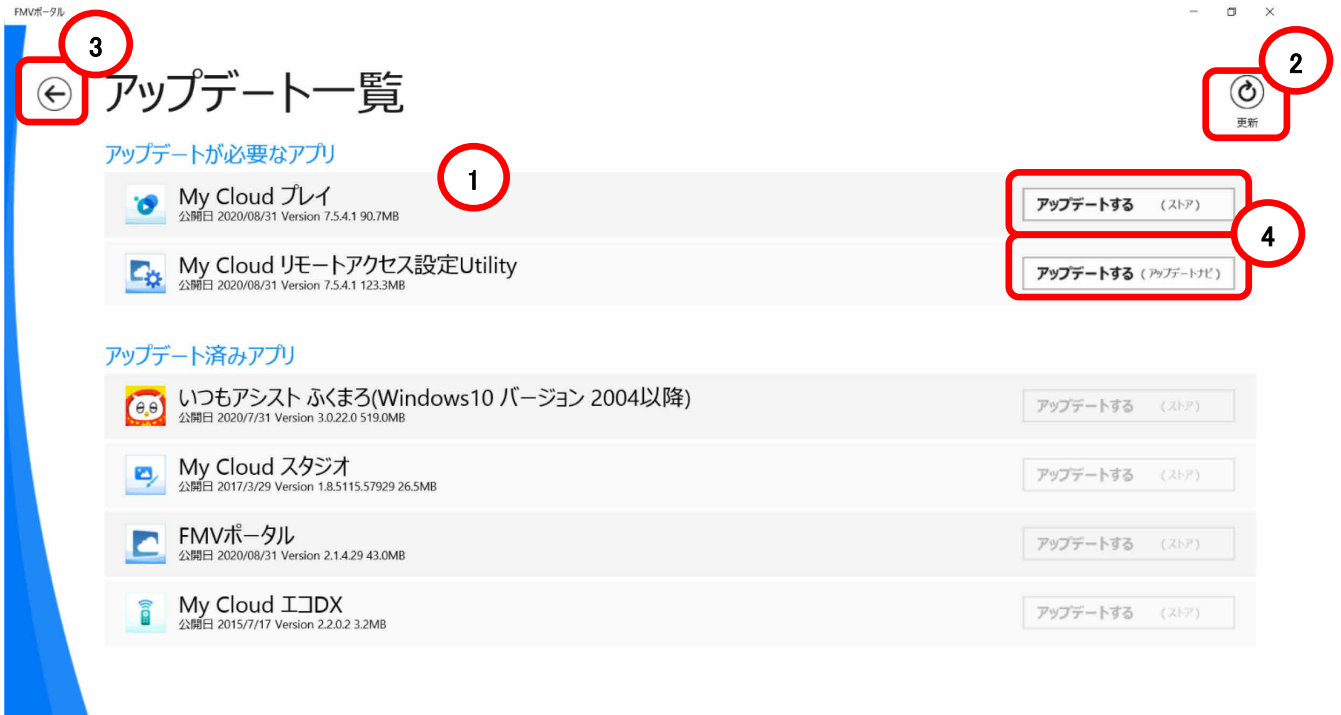 FMVポータル
3
2
アップデート一覧
更新
アップデートが必要なアプリ
1
My Cloud プレイ
公開日 2020/08/31 Version 7.5.4.1 90.7MB
アップデートする （ストア）
4
My Cloud リモートアクセス設定Utility
公開日 2020/08/31 Version 7.5.4.1 123.3MB
アップデートする （アップデートナビ）
アップデート済みアプリ
いつもアシスト ふくまろ(Windows10 バージョン 2004以降)
公開日 2020/7/31 Version 3.0.22.0 519.0MB
アップデートする （ストア）
My Cloud スタジオ
公開日 2017/3/29 Version 1.8.5115.57929 26.5MB
アップデートする （ストア）
FMVポータル
公開日 2020/08/31 Version 2.1.4.29 43.0MB
アップデートする （ストア）
My Cloud エコDX
公開日 2015/7/17 Version 2.2.0.2 3.2MB
アップデートする （ストア）